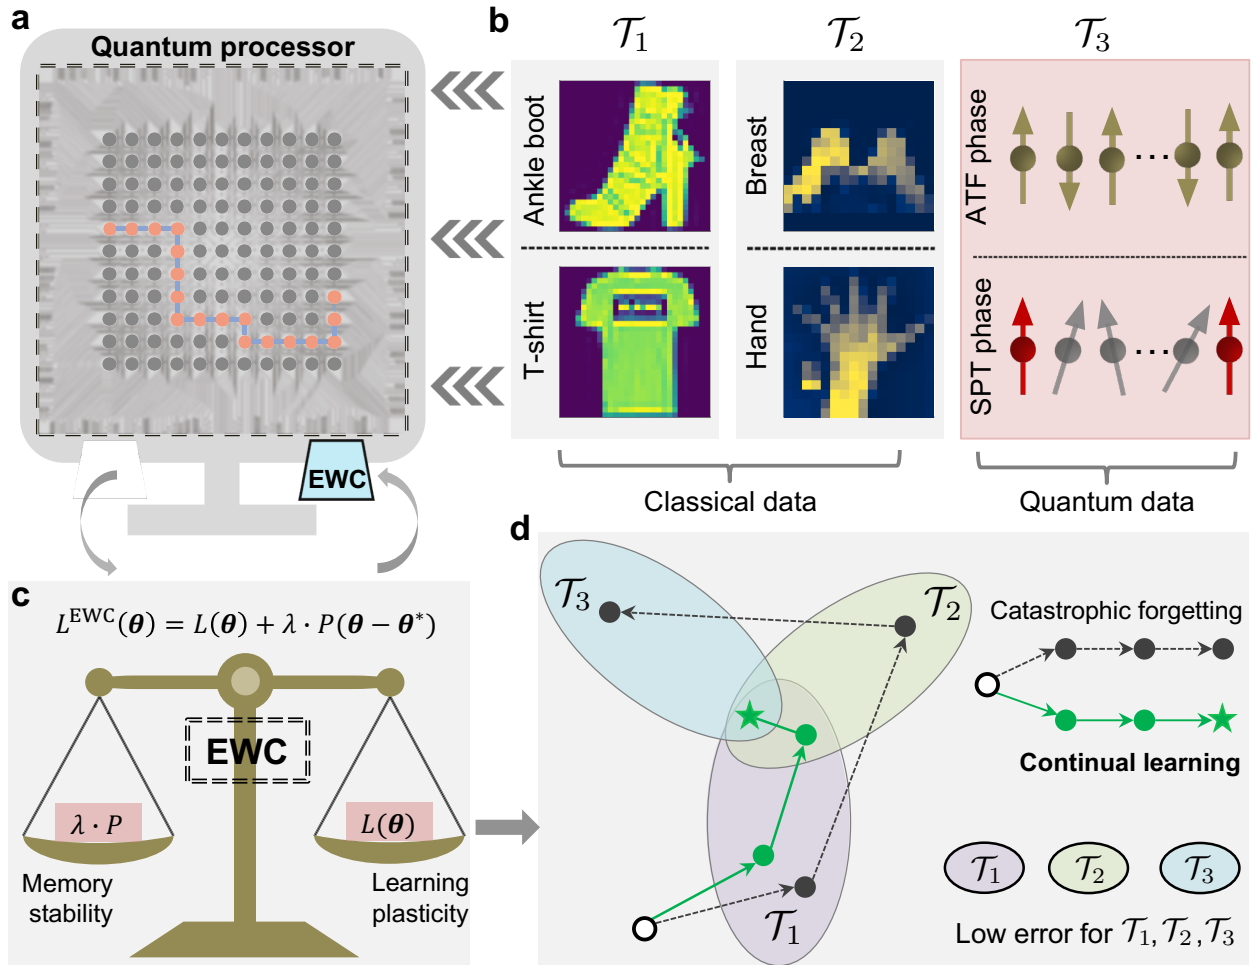 a
Quantum processor
EWC
b
𝒯₁
𝒯₂
𝒯₃
Ankle boot
T-shirt
Breast
Hand
ATF phase
SPT phase
Classical data
Quantum data
c
L^EWC(θ) = L(θ) + λ · P(θ − θ*)
EWC
λ · P
L(θ)
Memory
stability
Learning
plasticity
d
𝒯₃
𝒯₂
𝒯₁
Catastrophic forgetting
Continual learning
𝒯₁
𝒯₂
𝒯₃
Low error for 𝒯₁, 𝒯₂, 𝒯₃